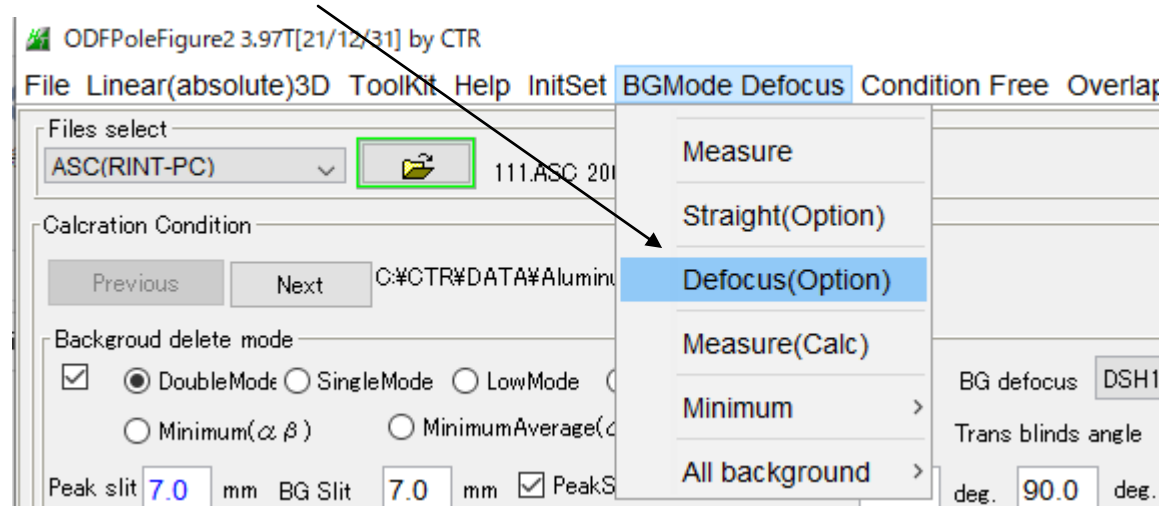 ODFPoleFigure2 3.97T[21/12/31] by CTR
File Linear(absolute)3D ToolKit Help InitSet BGMode Defocus Condition Free Overlap
Files select
ASC(RINT-PC) 111.ASC 200
Measure
Straight(Option)
Calcration Condition
Previous Next C:¥CTR¥DATA¥Aluminu
Defocus(Option)
Backgroud delete mode
Measure(Calc)
DoubleMode SingleMode LowMode BG defocus DSH1
Minimum
Minimum(αβ) MinimumAverage(α Trans blinds angle
All background
Peak slit 7.0 mm BG Slit 7.0 mm PeakS deg. 90.0 deg.